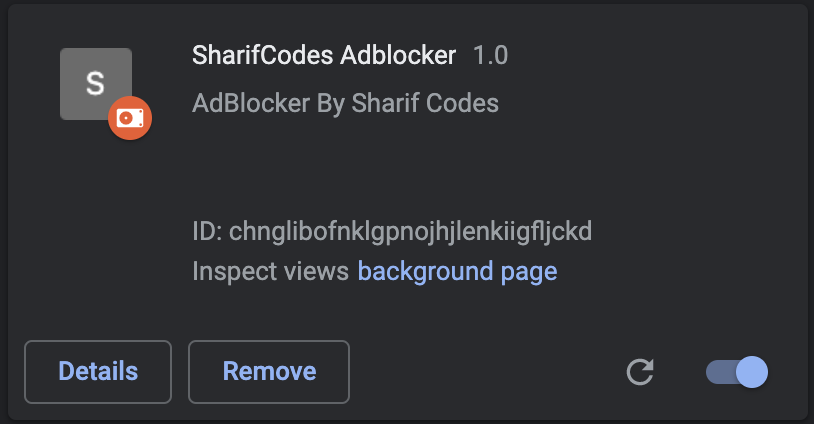 S
SharifCodes Adblocker 1.0
AdBlocker By Sharif Codes
ID: chnglibofnklgpnojhjlenkiigfljckd
Inspect views background page
Details Remove